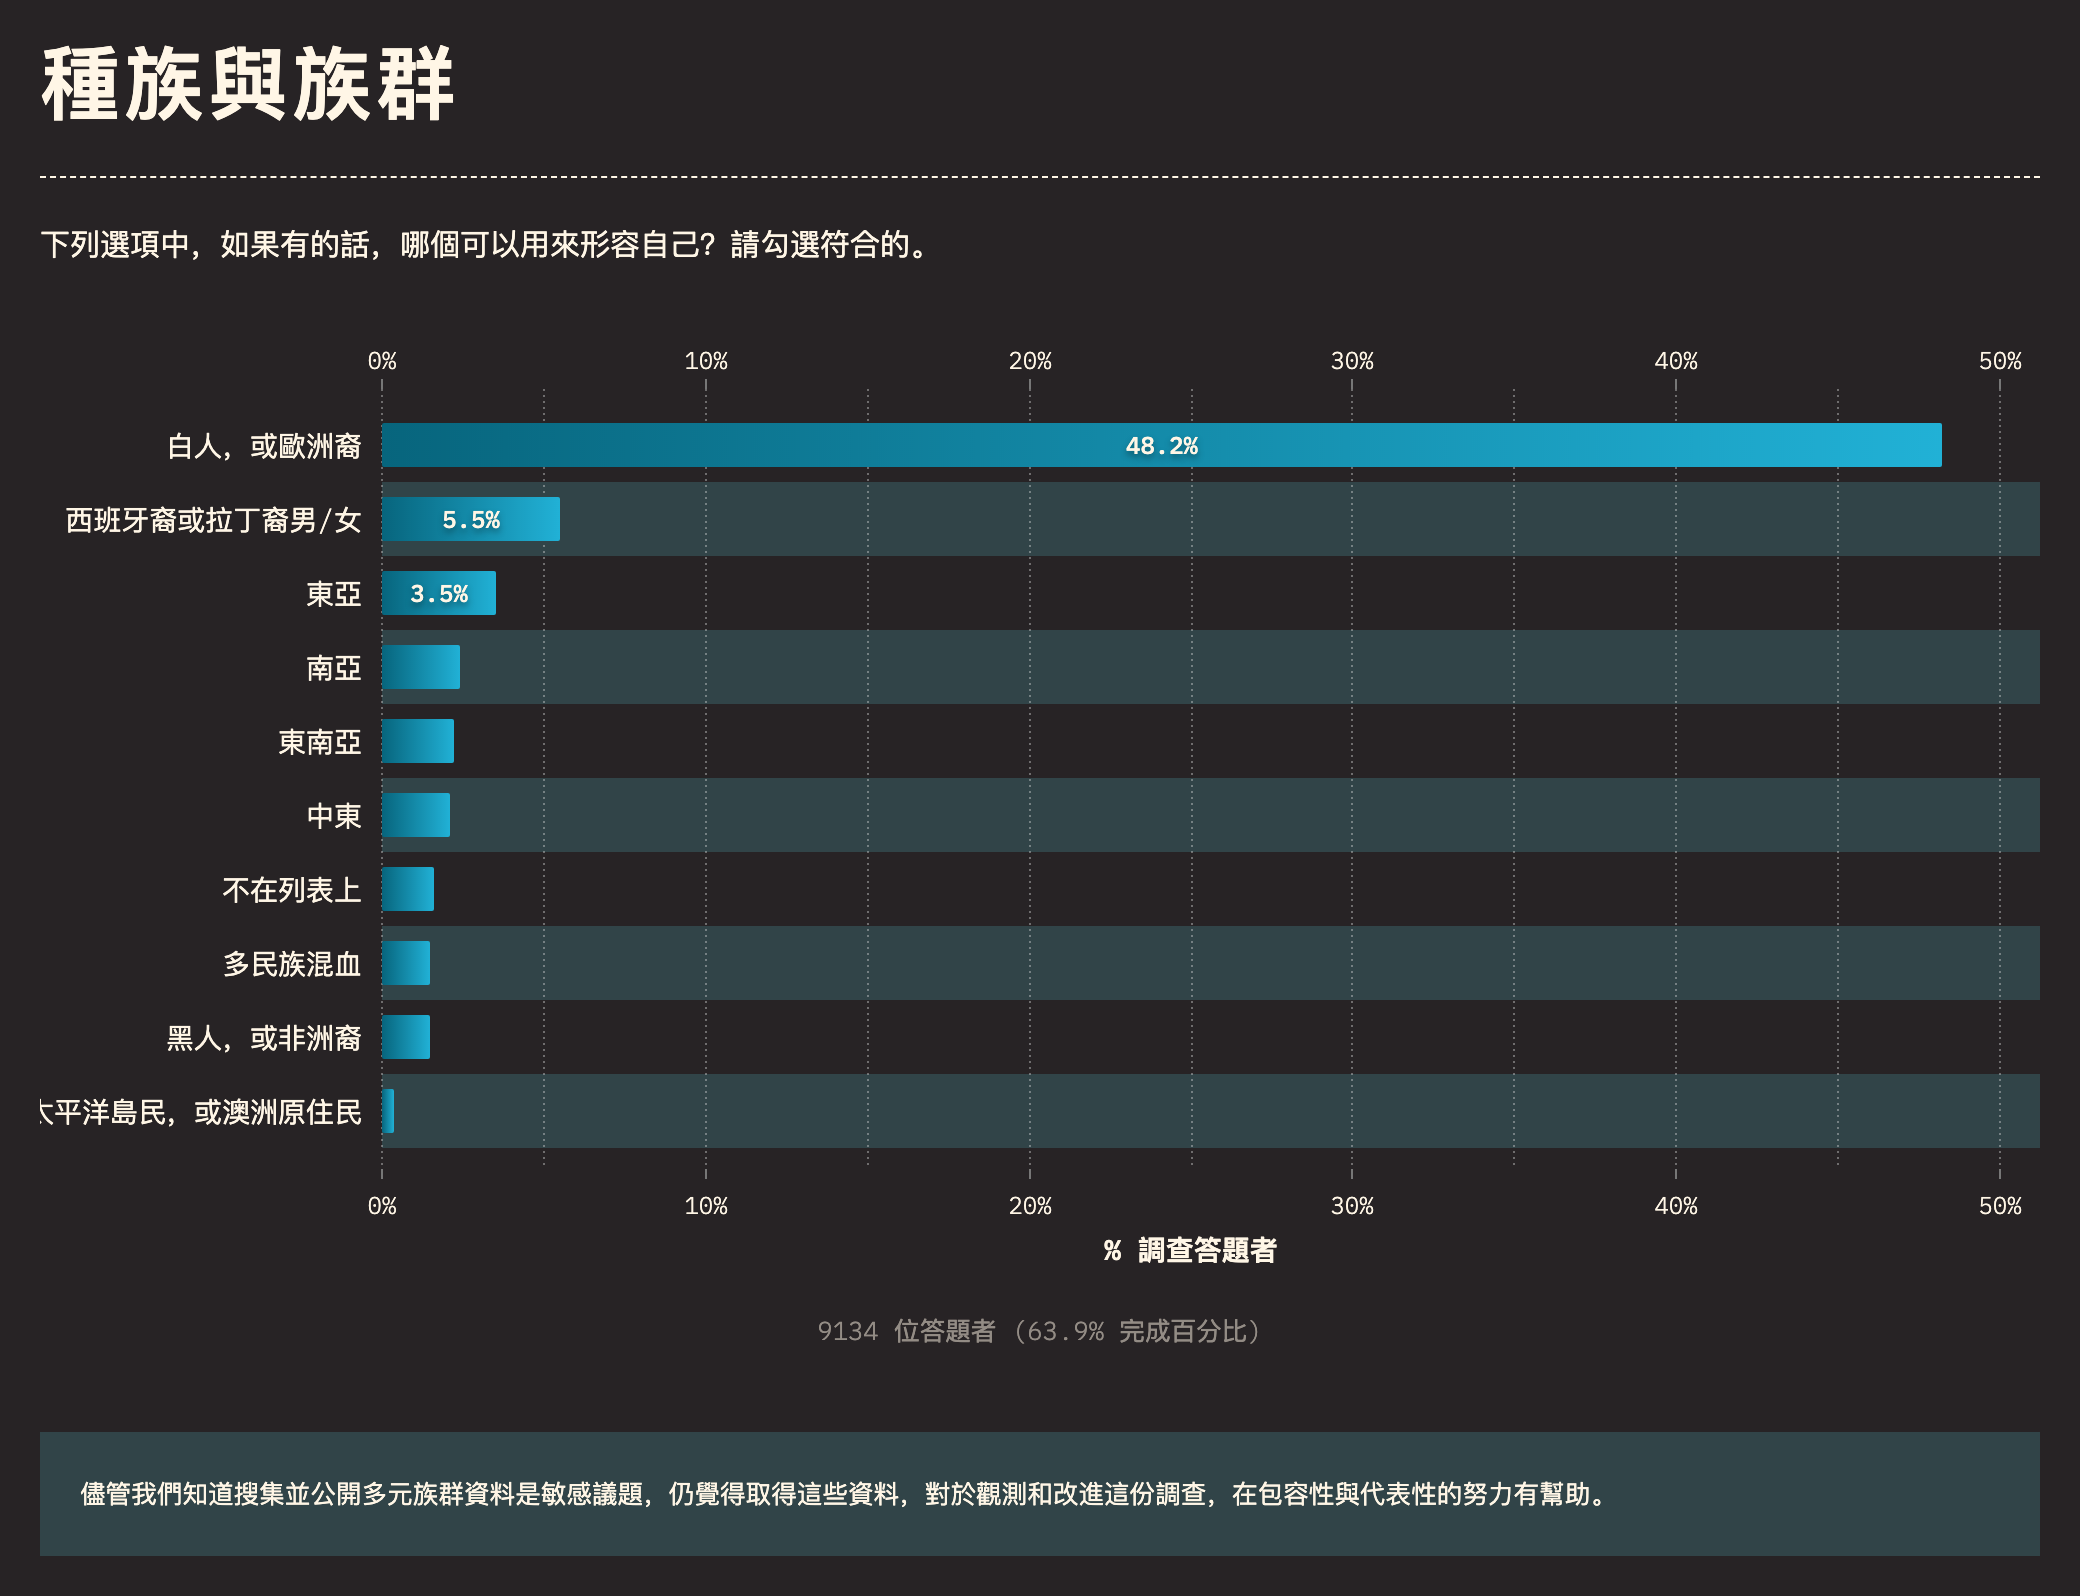 種族與族群
下列選項中，如果有的話，哪個可以用來形容自己？請勾選符合的。
0% 10% 20% 30% 40% 50%
白人，或歐洲裔 48.2%
西班牙裔或拉丁裔男/女 5.5%
東亞 3.5%
南亞
東南亞
中東
不在列表上
多民族混血
黑人，或非洲裔
太平洋島民，或澳洲原住民
0% 10% 20% 30% 40% 50%
% 調查答題者
9134 位答題者 (63.9% 完成百分比)
儘管我們知道搜集並公開多元族群資料是敏感議題，仍覺得取得這些資料，對於觀測和改進這份調查，在包容性與代表性的努力有幫助。